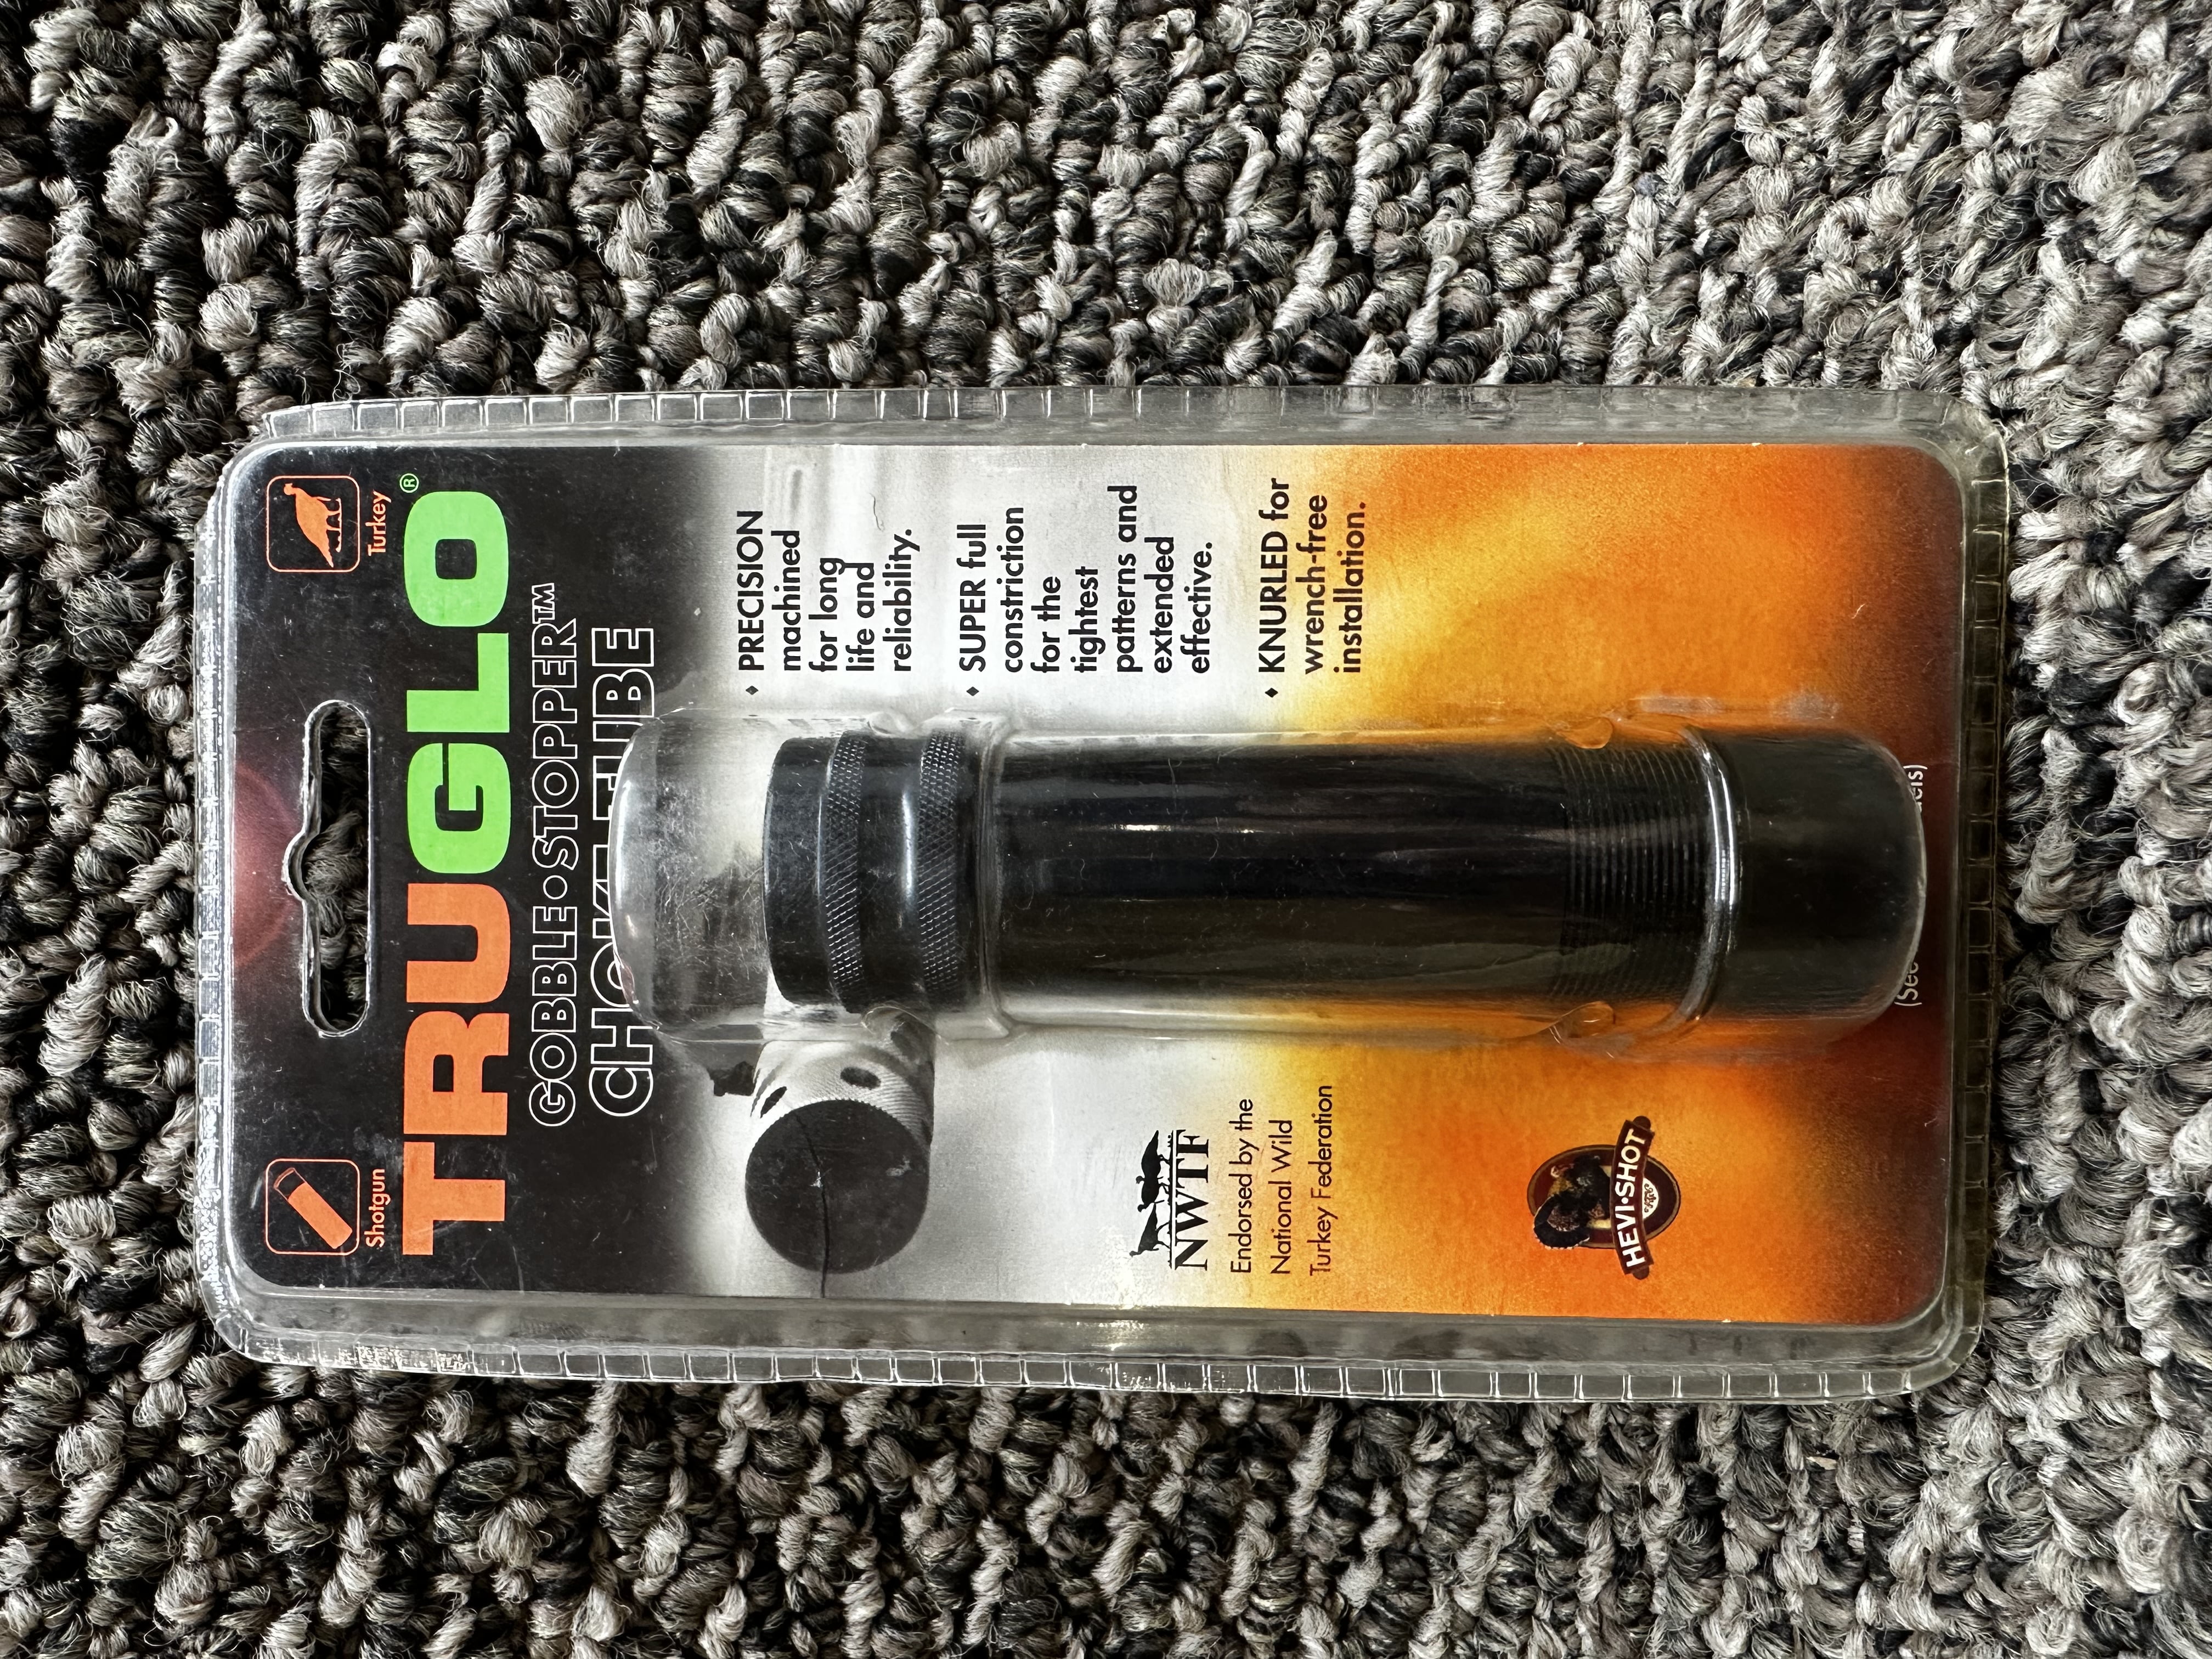 Shotgun
Turkey
TRUGLO®
GOBBLE•STOPPER™
CHOKE TUBE
• PRECISION
machined
for long
life and
reliability.
• SUPER full
constriction
for the
tightest
patterns and
extended
effective.
• KNURLED for
wrench-free
installation.
NWTF
Endorsed by the
National Wild
Turkey Federation
HEVI•SHOT
(See